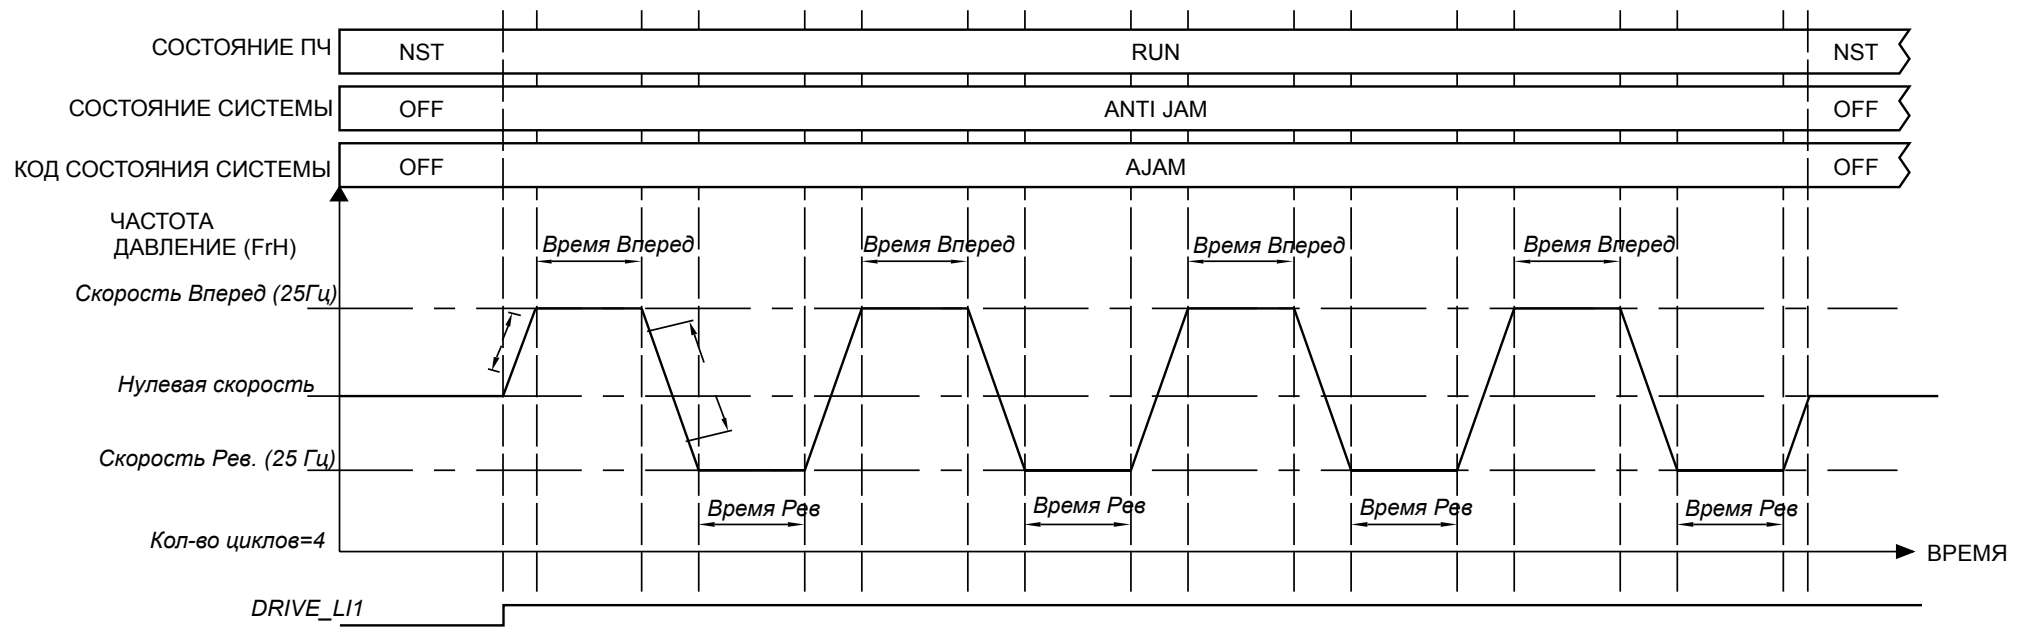 СОСТОЯНИЕ ПЧ NST RUN NST
СОСТОЯНИЕ СИСТЕМЫ OFF ANTI JAM OFF
КОД СОСТОЯНИЯ СИСТЕМЫ OFF AJAM OFF
ЧАСТОТА
ДАВЛЕНИЕ (FrH)
Время Вперед Время Вперед Время Вперед Время Вперед
Скорость Вперед (25Гц)
Нулевая скорость
Скорость Рев. (25 Гц)
Время Рев Время Рев Время Рев Время Рев
Кол-во циклов=4
ВРЕМЯ
DRIVE_LI1